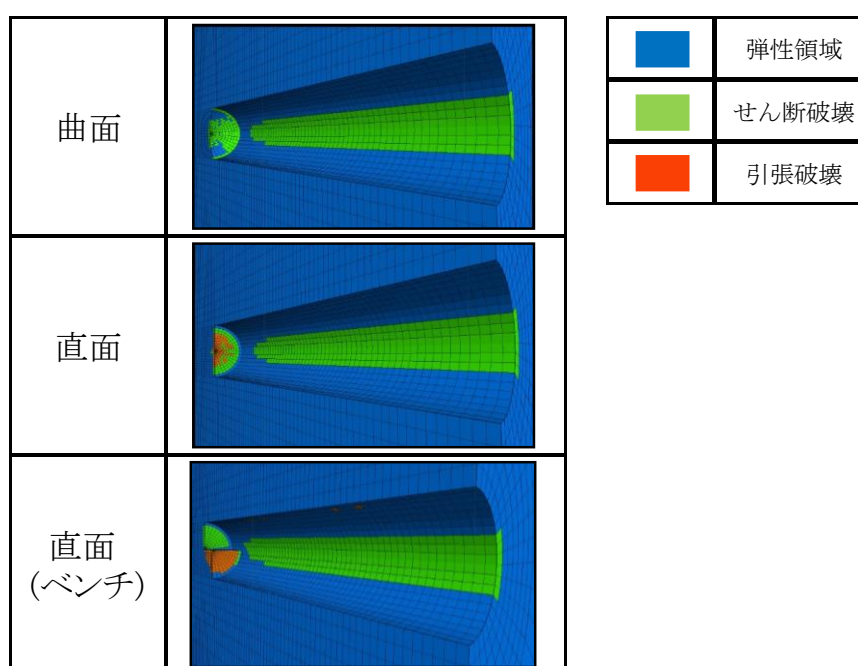 曲面
直面
直面
(ベンチ)
弾性領域
せん断破壊
引張破壊